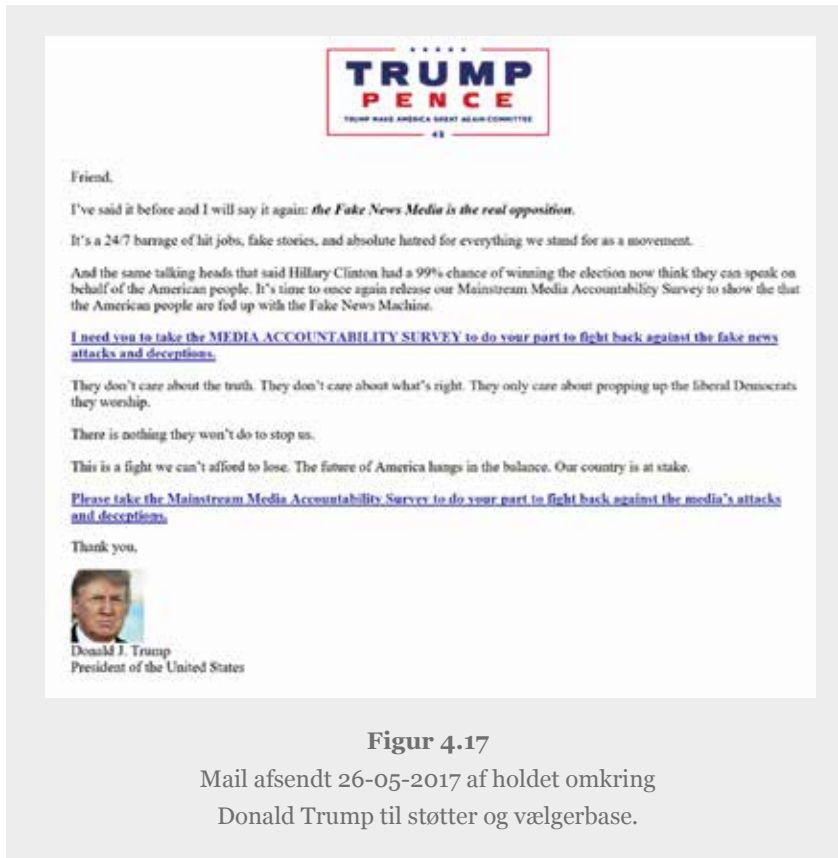 TRUMP
PENCE
TRUMP MAKE AMERICA GREAT AGAIN COMMITTEE
45
Friend,
I've said it before and I will say it again: the Fake News Media is the real opposition.
It's a 24/7 barrage of hit jobs, fake stories, and absolute hatred for everything we stand for as a movement.
And the same talking heads that said Hillary Clinton had a 99% chance of winning the election now think they can speak on
behalf of the American people. It's time to once again release our Mainstream Media Accountability Survey to show the that
the American people are fed up with the Fake News Machine.
I need you to take the MEDIA ACCOUNTABILITY SURVEY to do your part to fight back against the fake news
attacks and deceptions.
They don't care about the truth. They don't care about what's right. They only care about propping up the liberal Democrats
they worship.
There is nothing they won't do to stop us.
This is a fight we can't afford to lose. The future of America hangs in the balance. Our country is at stake.
Please take the Mainstream Media Accountability Survey to do your part to fight back against the media's attacks
and deceptions.
Thank you,
Donald J. Trump
President of the United States
Figur 4.17
Mail afsendt 26-05-2017 af holdet omkring
Donald Trump til støtter og vælgerbase.